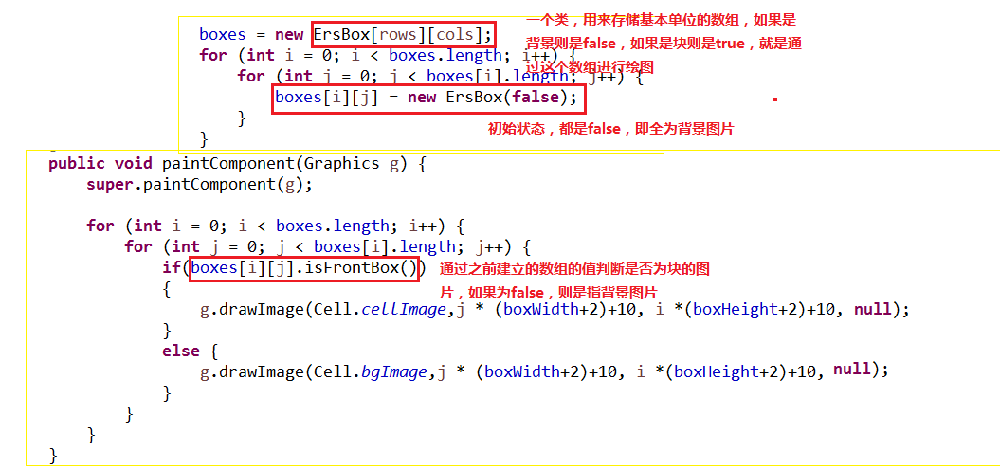 boxes = new ErsBox[rows][cols];
一个类，用来存储基本单位的数组，如果是
背景则是false，如果是块则是true，就是通
过这个数组进行绘图
for (int i = 0; i < boxes.length; i++) {
for (int j = 0; j < boxes[i].length; j++) {
boxes[i][j] = new ErsBox(false);
}
初始状态，都是false，即全为背景图片
}
public void paintComponent(Graphics g) {
super.paintComponent(g);
for (int i = 0; i < boxes.length; i++) {
for (int j = 0; j < boxes[i].length; j++) {
if(boxes[i][j].isFrontBox())
通过之前建立的数组的值判断是否为块的图
片，如果为false，则是指背景图片
{
g.drawImage(Cell.cellImage,j * (boxWidth+2)+10, i *(boxHeight+2)+10, null);
}
else {
g.drawImage(Cell.bgImage,j * (boxWidth+2)+10, i *(boxHeight+2)+10, null);
}
}
}
}